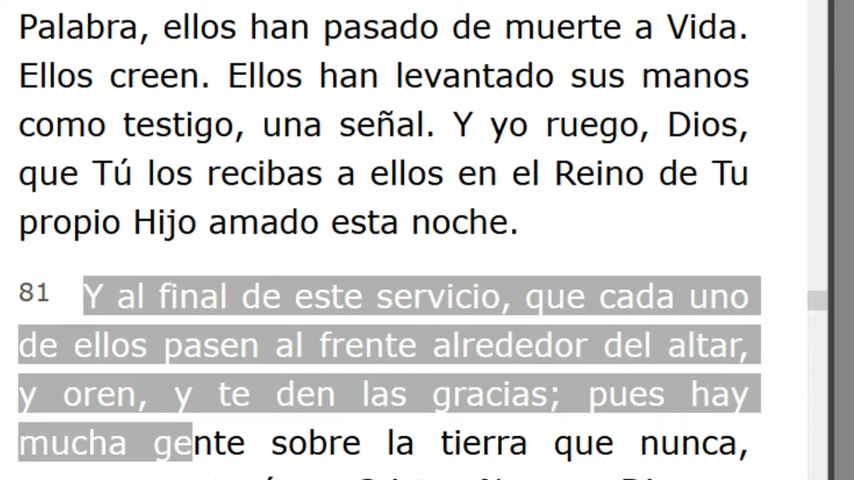 Palabra, ellos han pasado de muerte a Vida.
Ellos creen. Ellos han levantado sus manos
como testigo, una señal. Y yo ruego, Dios,
que Tú los recibas a ellos en el Reino de Tu
propio Hijo amado esta noche.
81 Y al final de este servicio, que cada uno
de ellos pasen al frente alrededor del altar,
y oren, y te den las gracias; pues hay
mucha gente sobre la tierra que nunca,